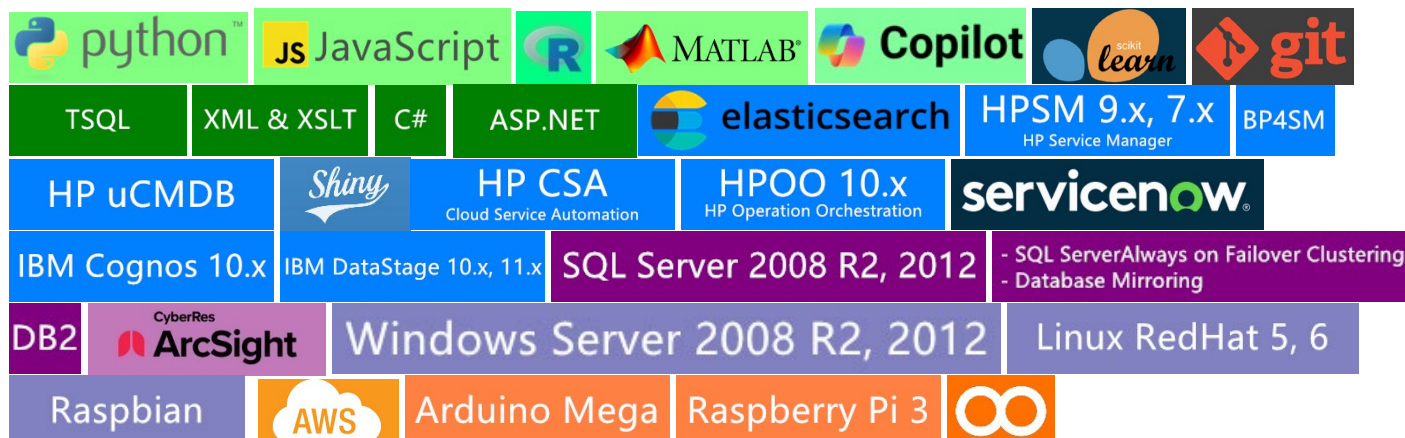 python™
JS JavaScript
R
MATLAB®
Copilot
scikit
learn
git
TSQL
XML & XSLT
C#
ASP.NET
elasticsearch
HPSM 9.x, 7.x
HP Service Manager
BP4SM
HP uCMDB
Shiny
HP CSA
Cloud Service Automation
HPOO 10.x
HP Operation Orchestration
servicenow®
IBM Cognos 10.x
IBM DataStage 10.x, 11.x
SQL Server 2008 R2, 2012
- SQL ServerAlways on Failover Clustering
- Database Mirroring
DB2
CyberRes
ArcSight
Windows Server 2008 R2, 2012
Linux RedHat 5, 6
Raspbian
AWS
Arduino Mega
Raspberry Pi 3